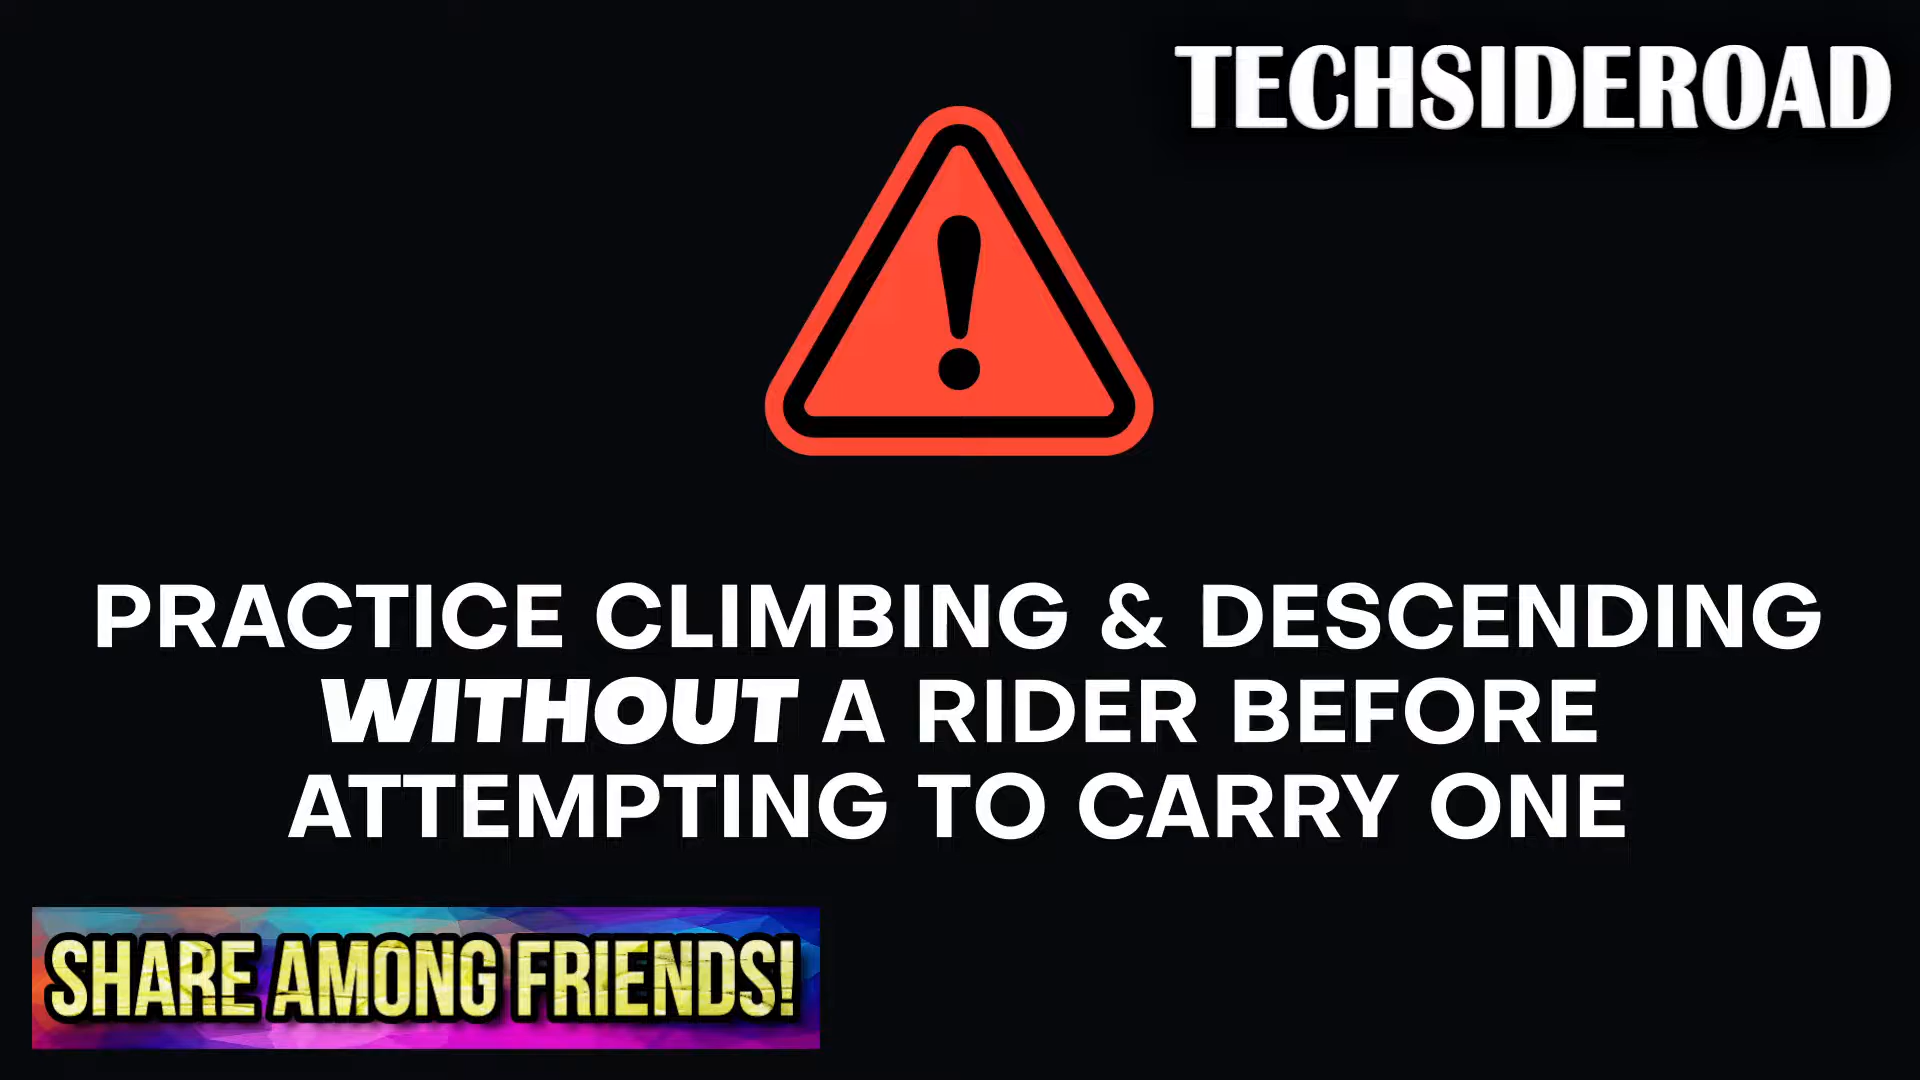 TECHSIDEROAD
PRACTICE CLIMBING & DESCENDING
WITHOUT A RIDER BEFORE
ATTEMPTING TO CARRY ONE
SHARE AMONG FRIENDS!